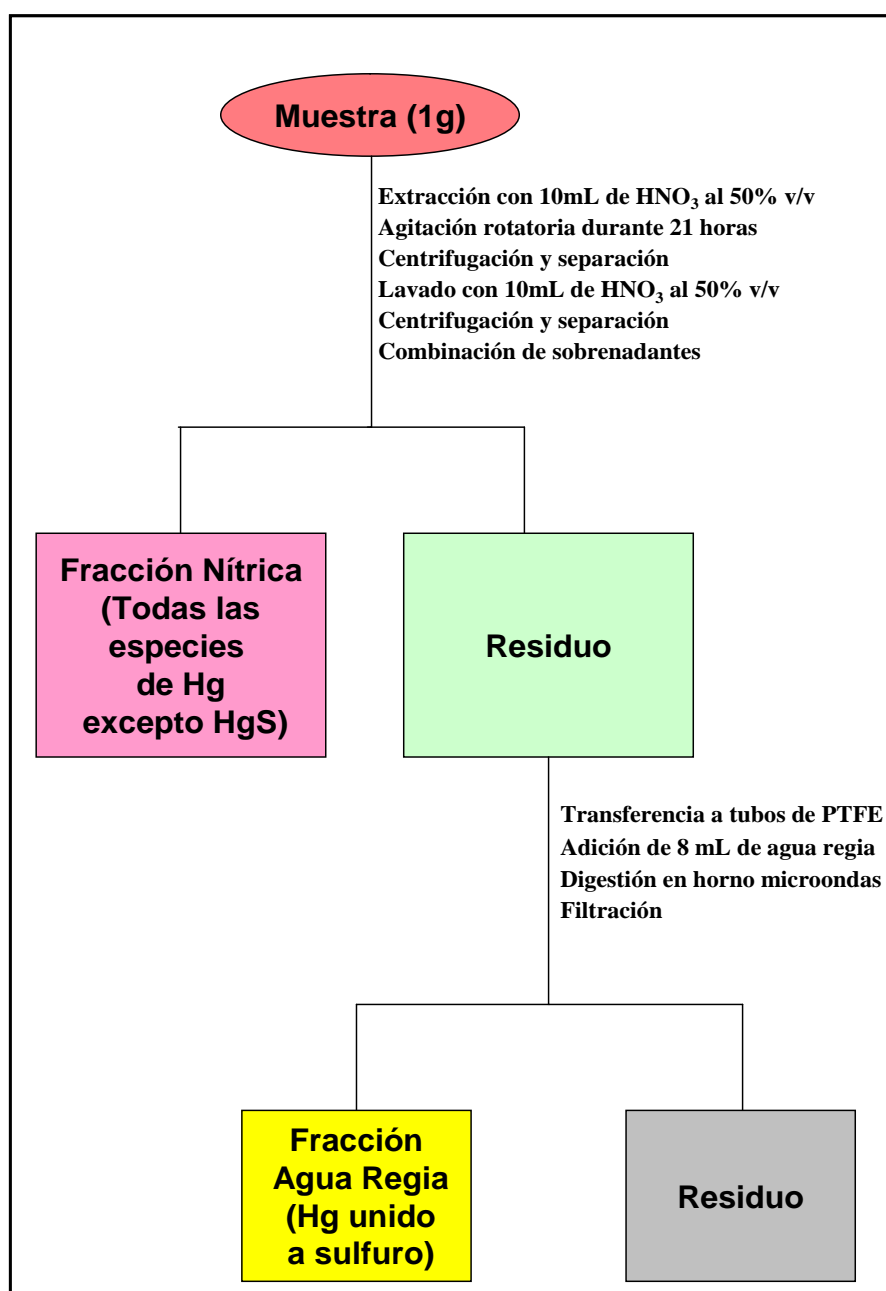 Muestra (1g)
Extracción con 10mL de HNO₃ al 50% v/v
Agitación rotatoria durante 21 horas
Centrifugación y separación
Lavado con 10mL de HNO₃ al 50% v/v
Centrifugación y separación
Combinación de sobrenadantes
Fracción Nítrica
(Todas las
especies
de Hg
excepto HgS)
Residuo
Transferencia a tubos de PTFE
Adición de 8 mL de agua regia
Digestión en horno microondas
Filtración
Fracción
Agua Regia
(Hg unido
a sulfuro)
Residuo